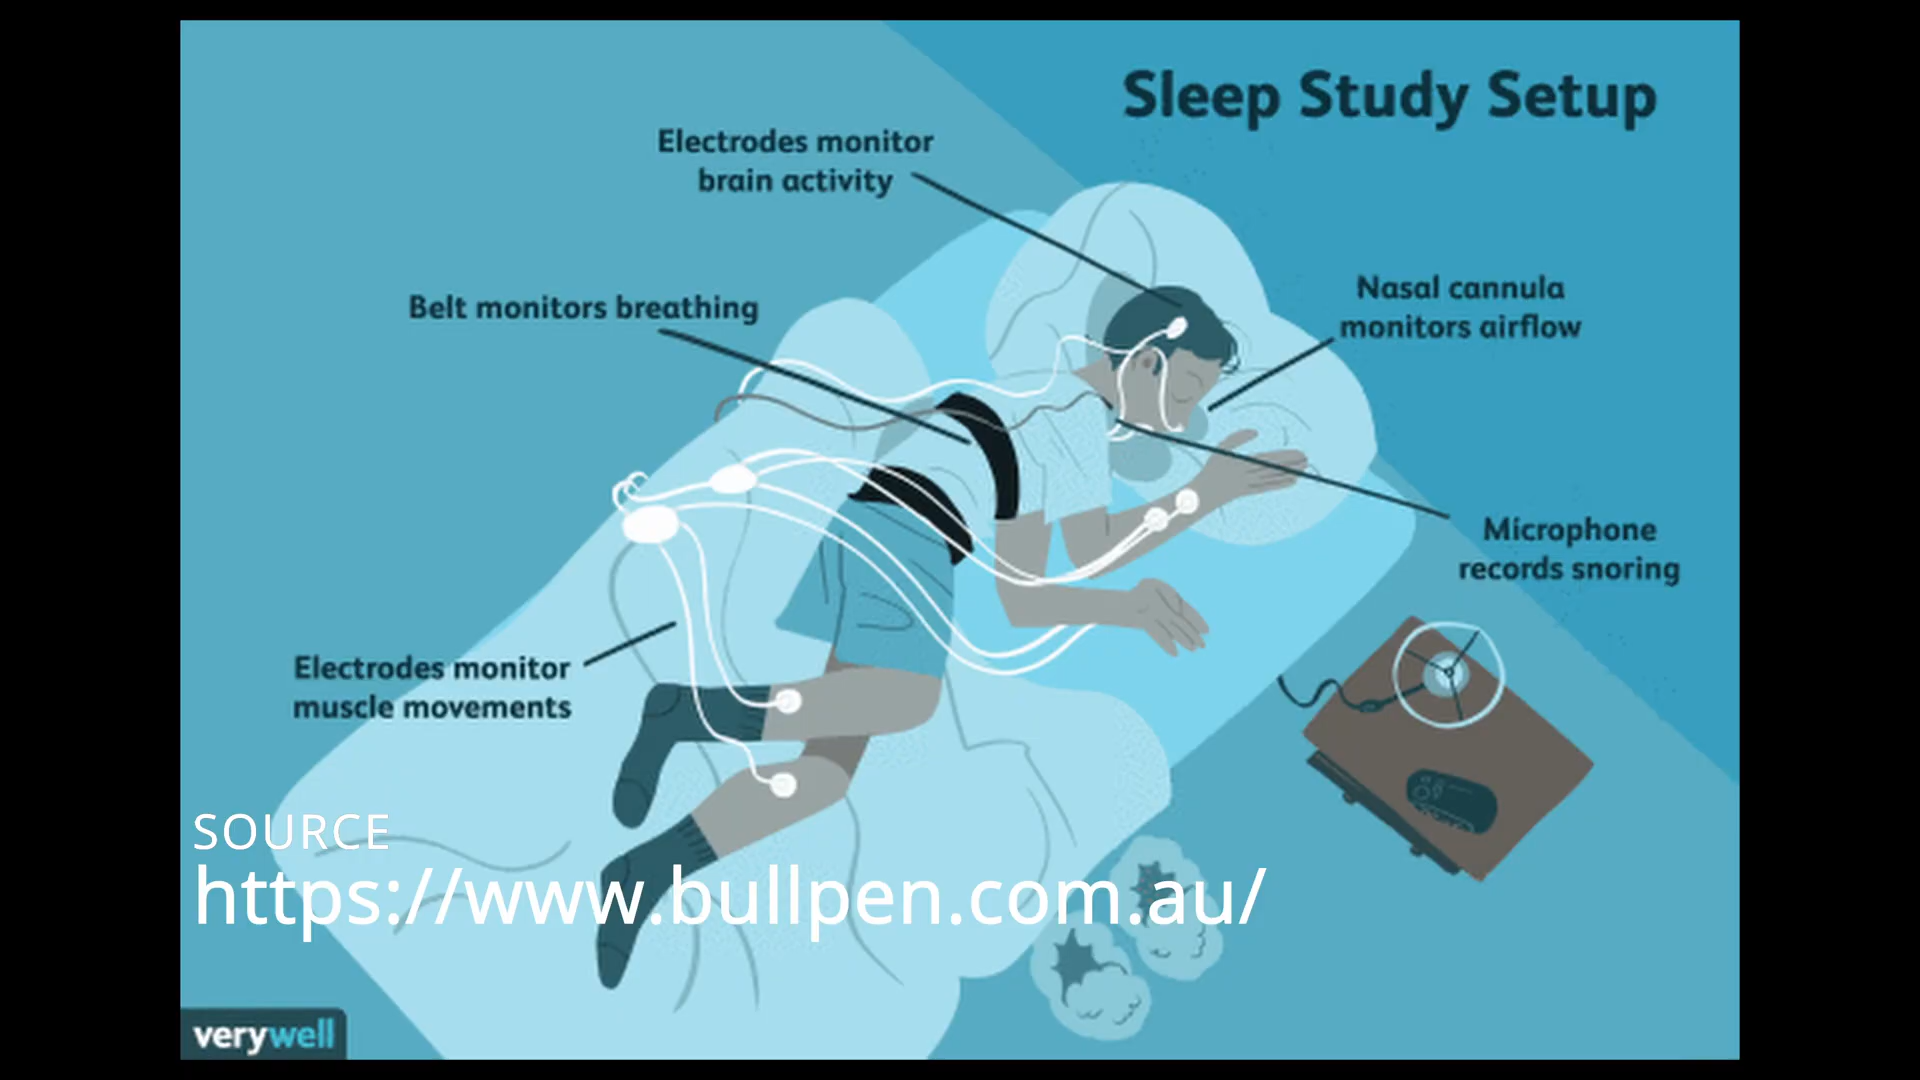 Sleep Study Setup
Electrodes monitor
brain activity
Belt monitors breathing
Nasal cannula
monitors airflow
Microphone
records snoring
Electrodes monitor
muscle movements
SOURCE
https://www.bullpen.com.au/
verywell